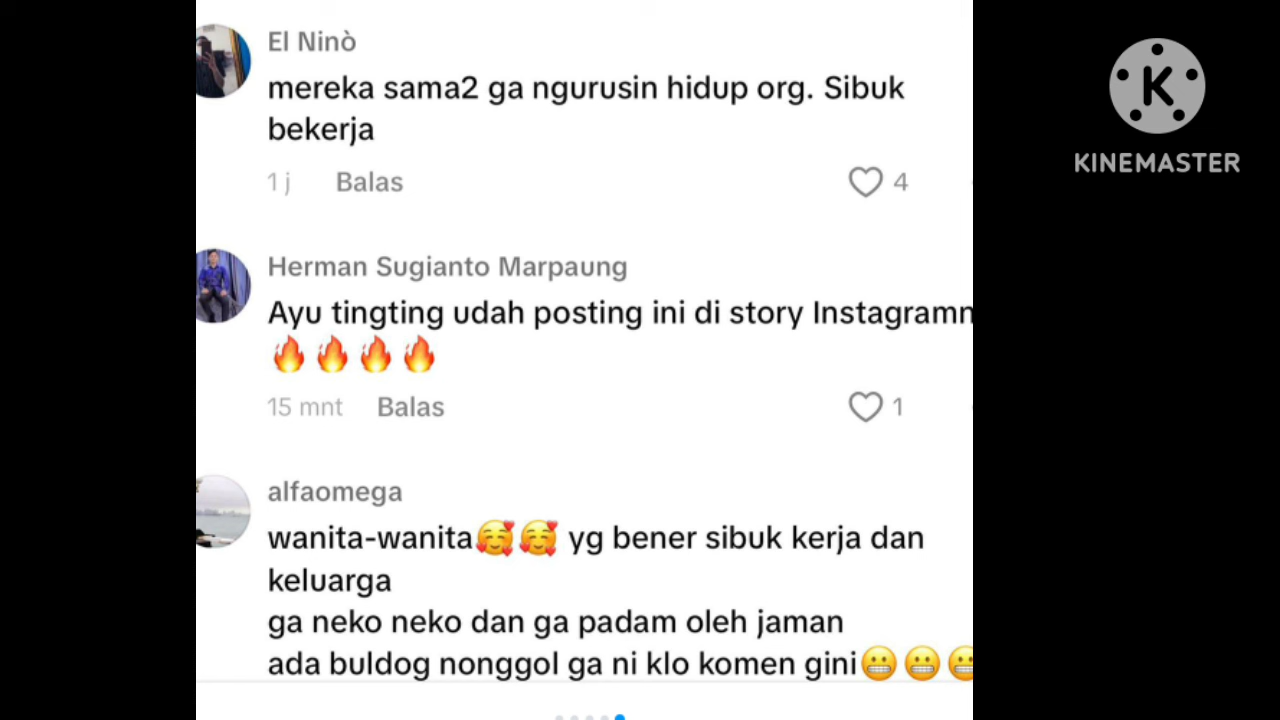 El Ninò
mereka sama2 ga ngurusin hidup org. Sibuk
bekerja
1 j Balas 4
KINEMASTER
Herman Sugianto Marpaung
Ayu tingting udah posting ini di story Instagramn
🔥🔥🔥🔥
15 mnt Balas 1
alfaomega
wanita-wanita🥰🥰 yg bener sibuk kerja dan
keluarga
ga neko neko dan ga padam oleh jaman
ada buldog nonggol ga ni klo komen gini😬😬😬